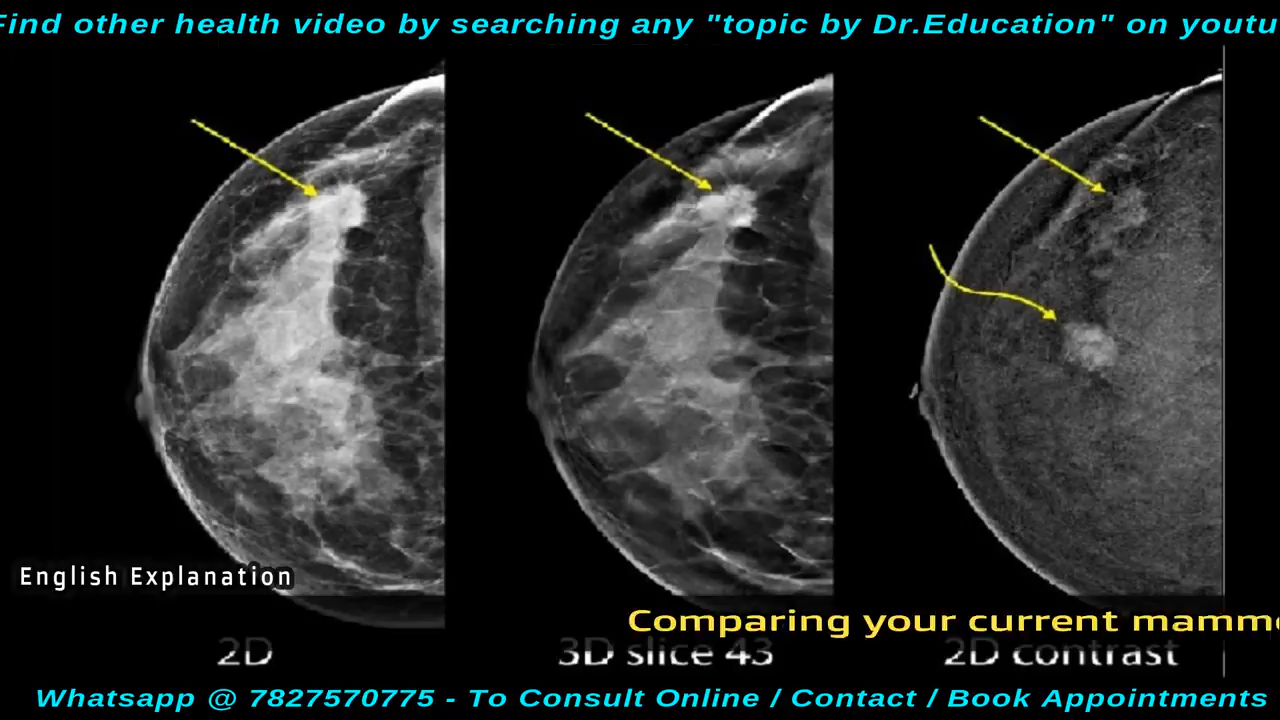 Find other health video by searching any "topic by Dr.Education" on youtu
English Explanation
Comparing your current mamm
2D
3D slice 43
2D contrast
Whatsapp @ 7827570775 - To Consult Online / Contact / Book Appointments